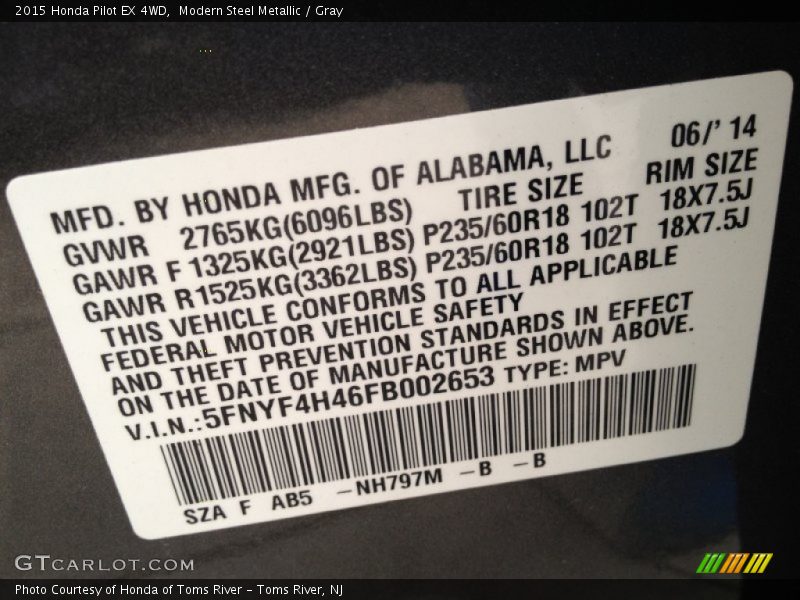 2015 Honda Pilot EX 4WD,  Modern Steel Metallic / Gray
MFD. BY HONDA MFG. OF ALABAMA, LLC 06/' 14
GVWR 2765KG(6096LBS) TIRE SIZE RIM SIZE
GAWR F 1325KG(2921LBS) P235/60R18 102T 18X7.5J
GAWR R1525KG(3362LBS) P235/60R18 102T 18X7.5J
THIS VEHICLE CONFORMS TO ALL APPLICABLE
FEDERAL MOTOR VEHICLE SAFETY
AND THEFT PREVENTION STANDARDS IN EFFECT
ON THE DATE OF MANUFACTURE SHOWN ABOVE.
V.I.N.:5FNYF4H46FB002653 TYPE: MPV
SZA F AB5 -NH797M -B -B
GTCARLOT.COM
Photo Courtesy of Honda of Toms River - Toms River, NJ